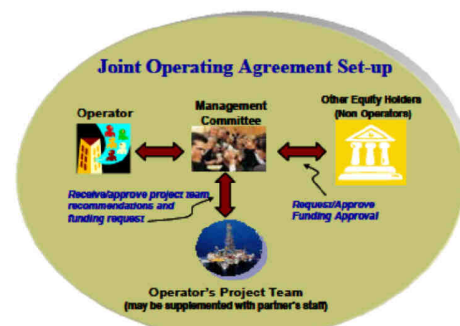 Joint Operating Agreement Set-up
Operator
Management
Committee
Other Equity Holders
(Non Operators)
Receive/approve project team
recommendations and
funding request
Request/Approve
Funding Approval
Operator's Project Team
(may be supplemented with partner's staff)